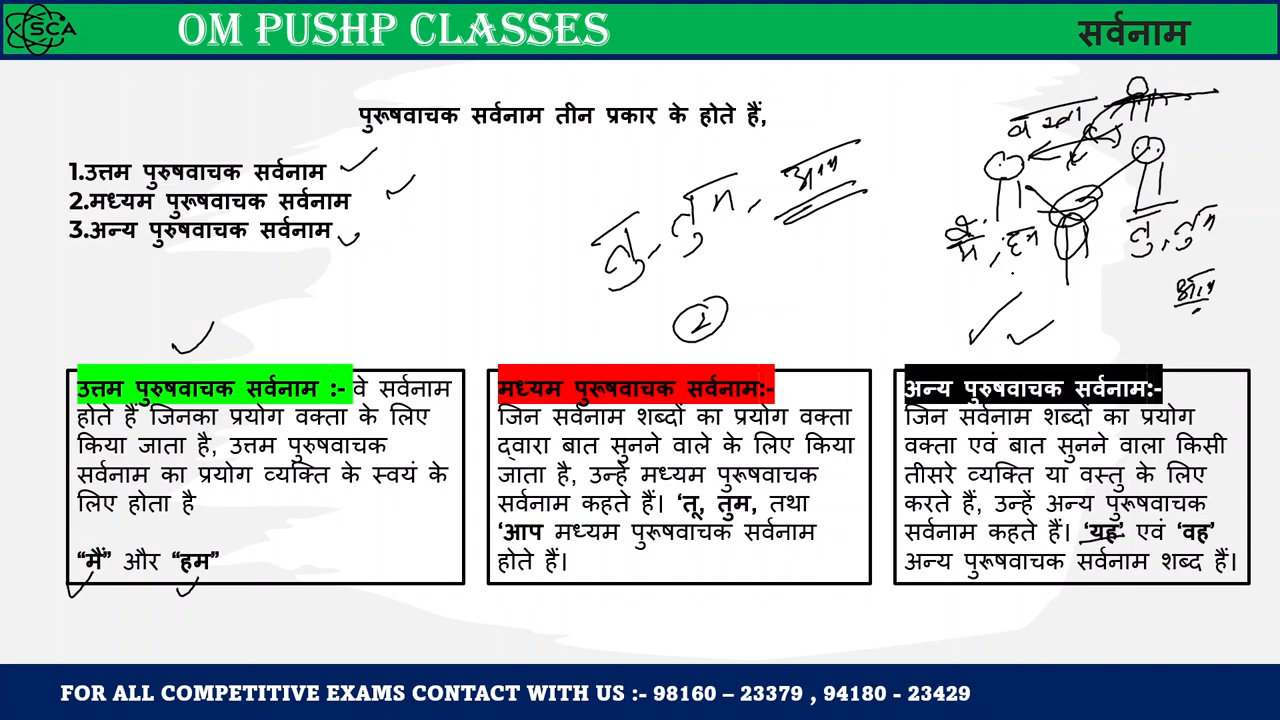 SCA
OM PUSHP CLASSES
सर्वनाम
पुरूषवाचक सर्वनाम तीन प्रकार के होते हैं,
1.उत्तम पुरुषवाचक सर्वनाम
2.मध्यम पुरूषवाचक सर्वनाम
3.अन्य पुरुषवाचक सर्वनाम
तु, तुम, आप
2
वक्ता
मैं, हम
तु, तुम
आप
उत्तम पुरुषवाचक सर्वनाम :- वे सर्वनाम
होते हैं जिनका प्रयोग वक्ता के लिए
किया जाता है, उत्तम पुरुषवाचक
सर्वनाम का प्रयोग व्यक्ति के स्वयं के
लिए होता है
“मैं” और “हम”
मध्यम पुरूषवाचक सर्वनाम:-
जिन सर्वनाम शब्दों का प्रयोग वक्ता
द्वारा बात सुनने वाले के लिए किया
जाता है, उन्हें मध्यम पुरूषवाचक
सर्वनाम कहते हैं। ‘तू, तुम, तथा
‘आप मध्यम पुरूषवाचक सर्वनाम
होते हैं।
अन्य पुरुषवाचक सर्वनाम:-
जिन सर्वनाम शब्दों का प्रयोग
वक्ता एवं बात सुनने वाला किसी
तीसरे व्यक्ति या वस्तु के लिए
करते हैं, उन्हें अन्य पुरुषवाचक
सर्वनाम कहते हैं। ‘यह’ एवं ‘वह’
अन्य पुरूषवाचक सर्वनाम शब्द हैं।
FOR ALL COMPETITIVE EXAMS CONTACT WITH US :- 98160 – 23379 , 94180 - 23429